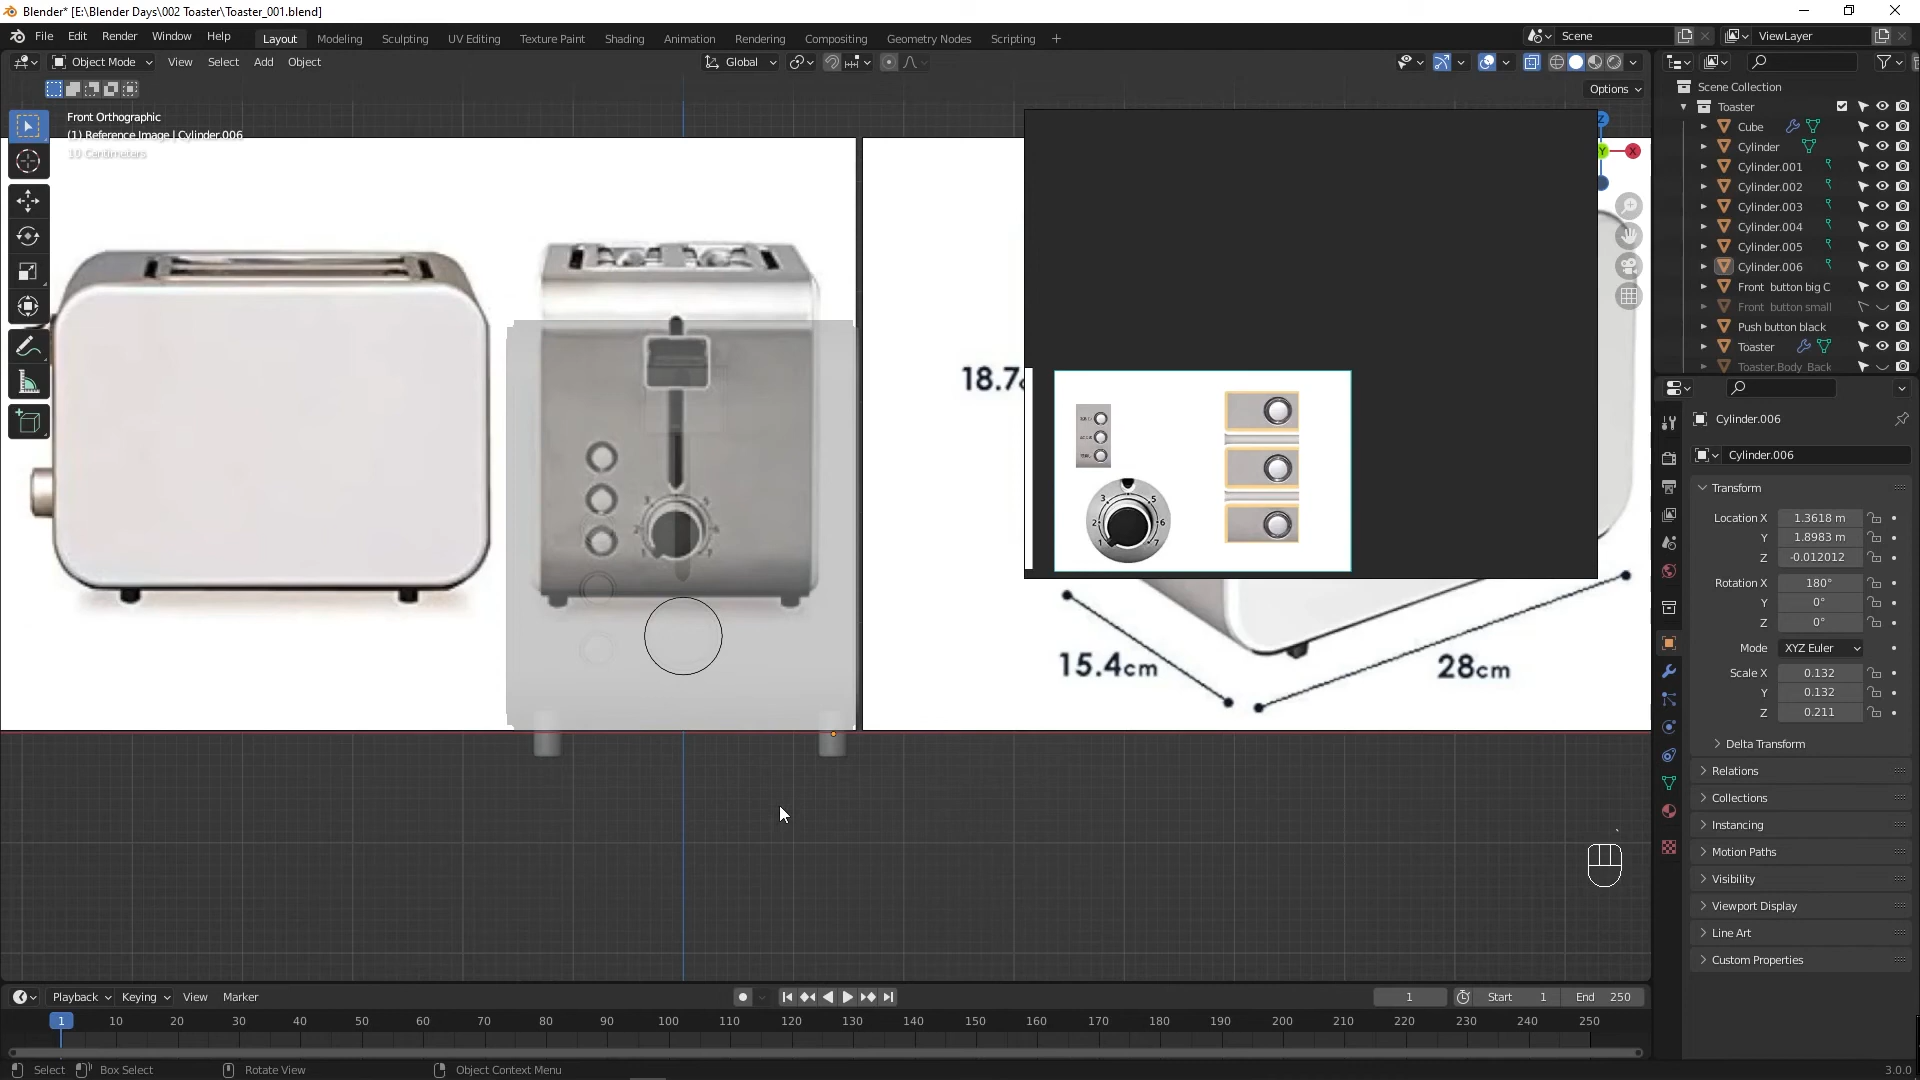 Blender* [E:\Blender Days\002 Toaster\Toaster_001.blend]
File Edit Render Window Help
Layout Modeling Sculpting UV Editing Texture Paint Shading Animation Rendering Compositing Geometry Nodes Scripting +
Scene
ViewLayer
Object Mode View Select Add Object
Global
Options
Front Orthographic
(1) Reference Image | Cylinder.006
10 Centimeters
Scene Collection
Toaster
Cube
Cylinder
Cylinder.001
Cylinder.002
Cylinder.003
Cylinder.004
Cylinder.005
Cylinder.006
Front button big C
Front button small
Push button black
Toaster
Toaster.Body Back
Z
Y
X
18.7
15.4cm
28cm
3 5
2 6
1 7
Cylinder.006
Cylinder.006
Transform
Location X 1.3618 m
Y 1.8983 m
Z -0.012012
Rotation X 180°
Y 0°
Z 0°
Mode XYZ Euler
Scale X 0.132
Y 0.132
Z 0.211
Delta Transform
Relations
Collections
Instancing
Motion Paths
Visibility
Viewport Display
Line Art
Custom Properties
Playback Keying View Marker
1
Start 1
End 250
1 10 20 30 40 50 60 70 80 90 100 110 120 130 140 150 160 170 180 190 200 210 220 230 240 250
Select Box Select Rotate View Object Context Menu
3.0.0